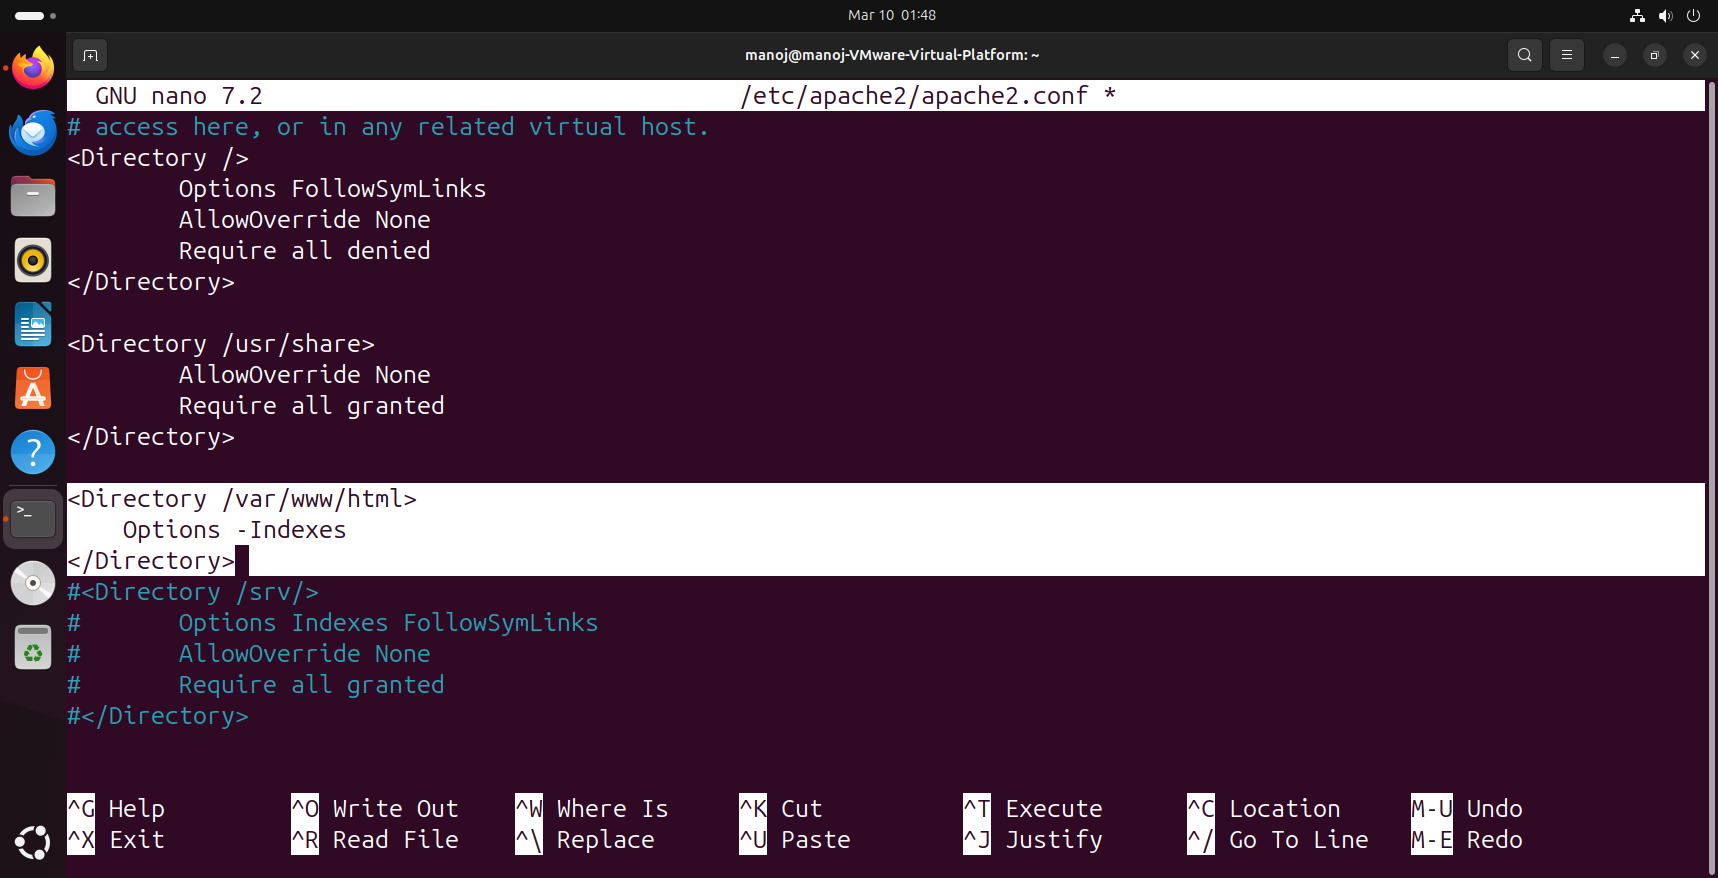 Mar 10 01:48
manoj@manoj-VMware-Virtual-Platform: ~
GNU nano 7.2 /etc/apache2/apache2.conf *
# access here, or in any related virtual host.
<Directory />
        Options FollowSymLinks
        AllowOverride None
        Require all denied
</Directory>

<Directory /usr/share>
        AllowOverride None
        Require all granted
</Directory>

<Directory /var/www/html>
    Options -Indexes
</Directory>
#<Directory /srv/>
#       Options Indexes FollowSymLinks
#       AllowOverride None
#       Require all granted
#</Directory>

^G Help ^O Write Out ^W Where Is ^K Cut ^T Execute ^C Location M-U Undo
^X Exit ^R Read File ^\ Replace ^U Paste ^J Justify ^/ Go To Line M-E Redo